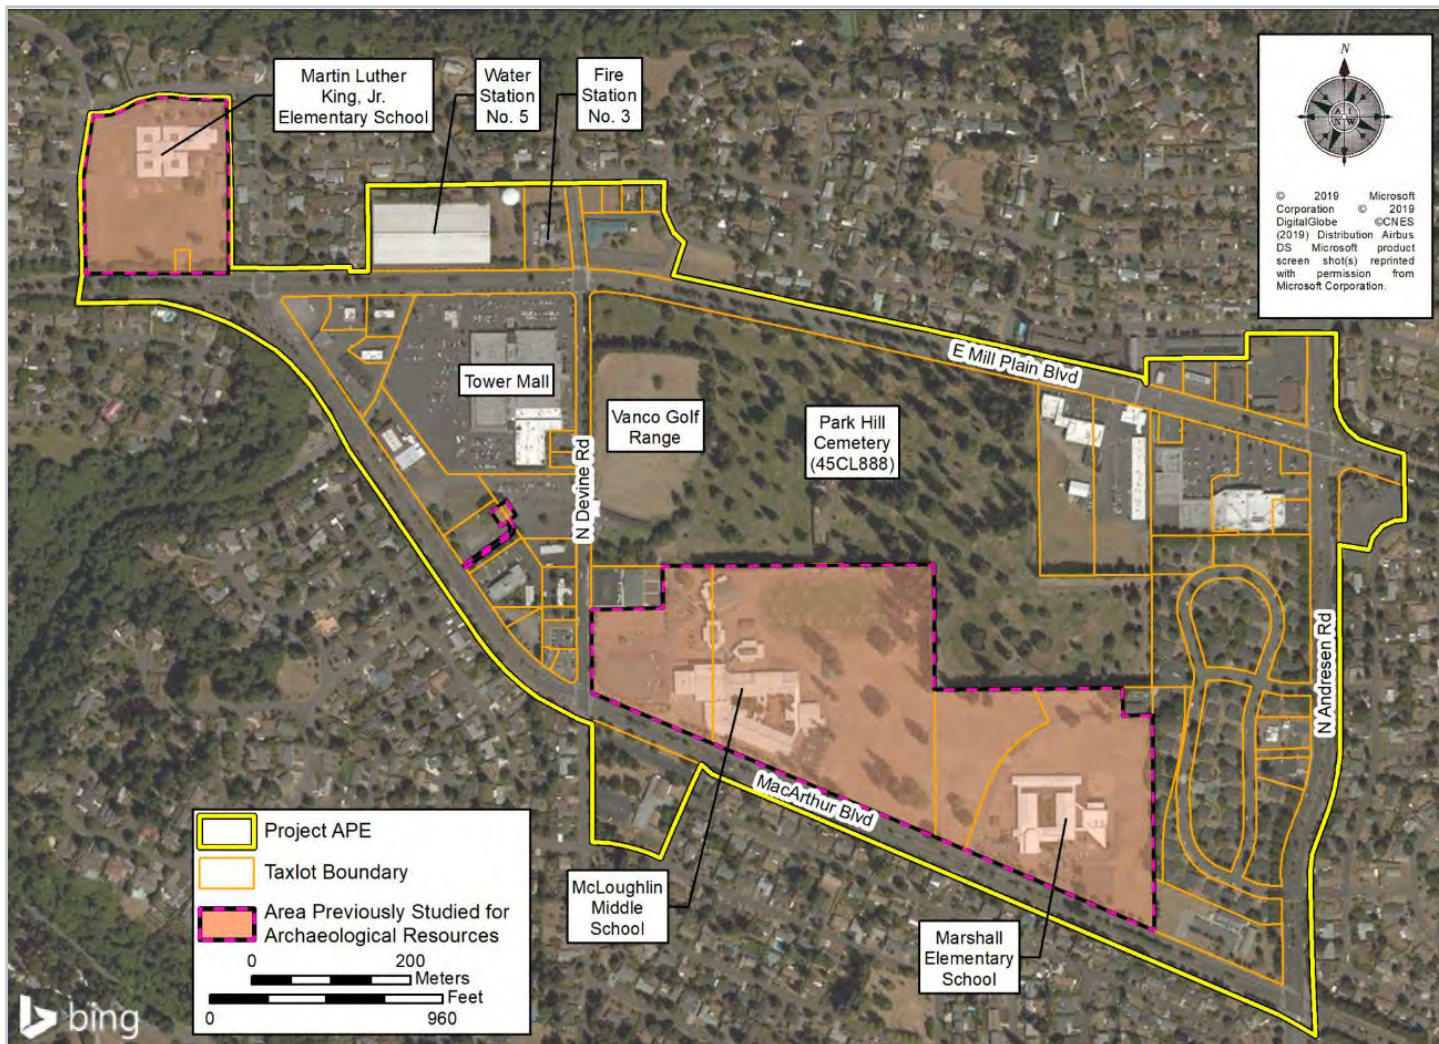 Martin Luther
King, Jr.
Elementary School
Water
Station
No. 5
Fire
Station
No. 3
N
© 2019 Microsoft
Corporation © 2019
DigitalGlobe ©CNES
(2019) Distribution Airbus
DS Microsoft product
screen shot(s) reprinted
with permission from
Microsoft Corporation.
E Mill Plain Blvd
Tower Mall
Vanco Golf
Range
Park Hill
Cemetery
(45CL888)
N Devine Rd
N Andresen Rd
MacArthur Blvd
McLoughlin
Middle
School
Marshall
Elementary
School
Project APE
Taxlot Boundary
Area Previously Studied for
Archaeological Resources
0 200
Meters
Feet
0 960
bing